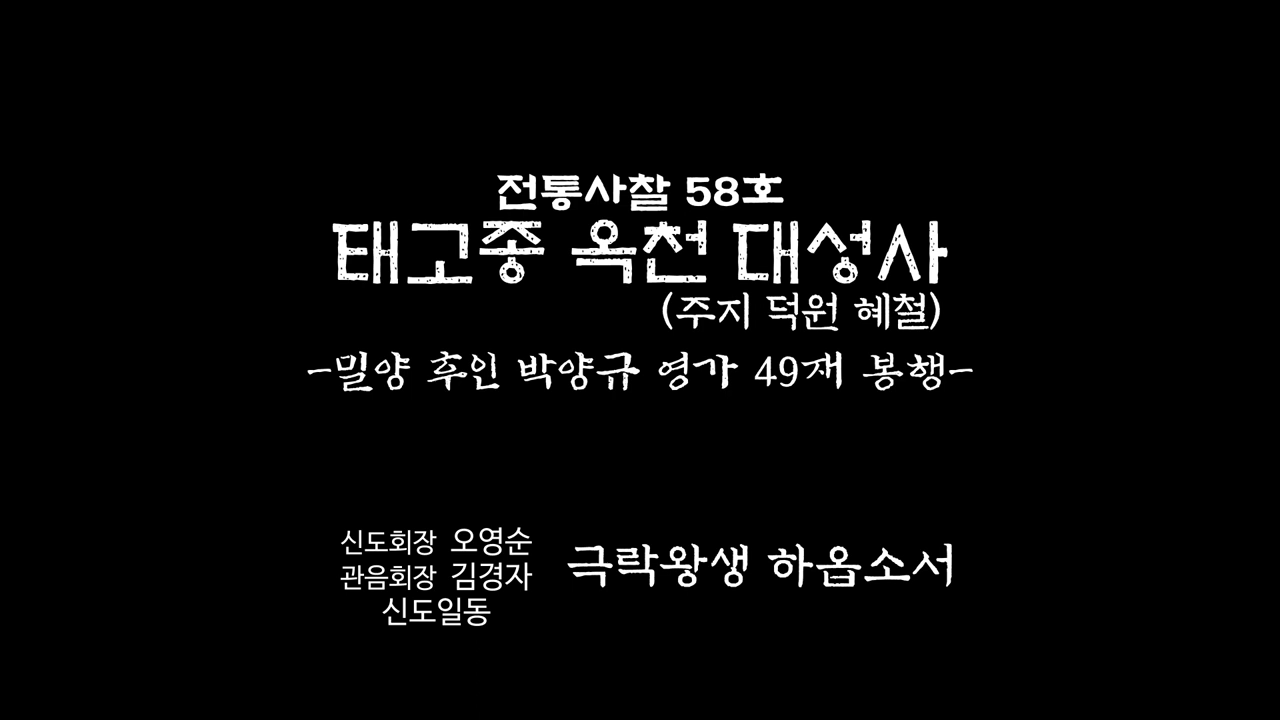 전통사찰 58호
태고종 옥천 대성사
(주지 덕원 혜철)
-밀양 후인 박양규 영가 49재 봉행-
신도회장 오영순
관음회장 김경자
신도일동
극락왕생 하옵소서